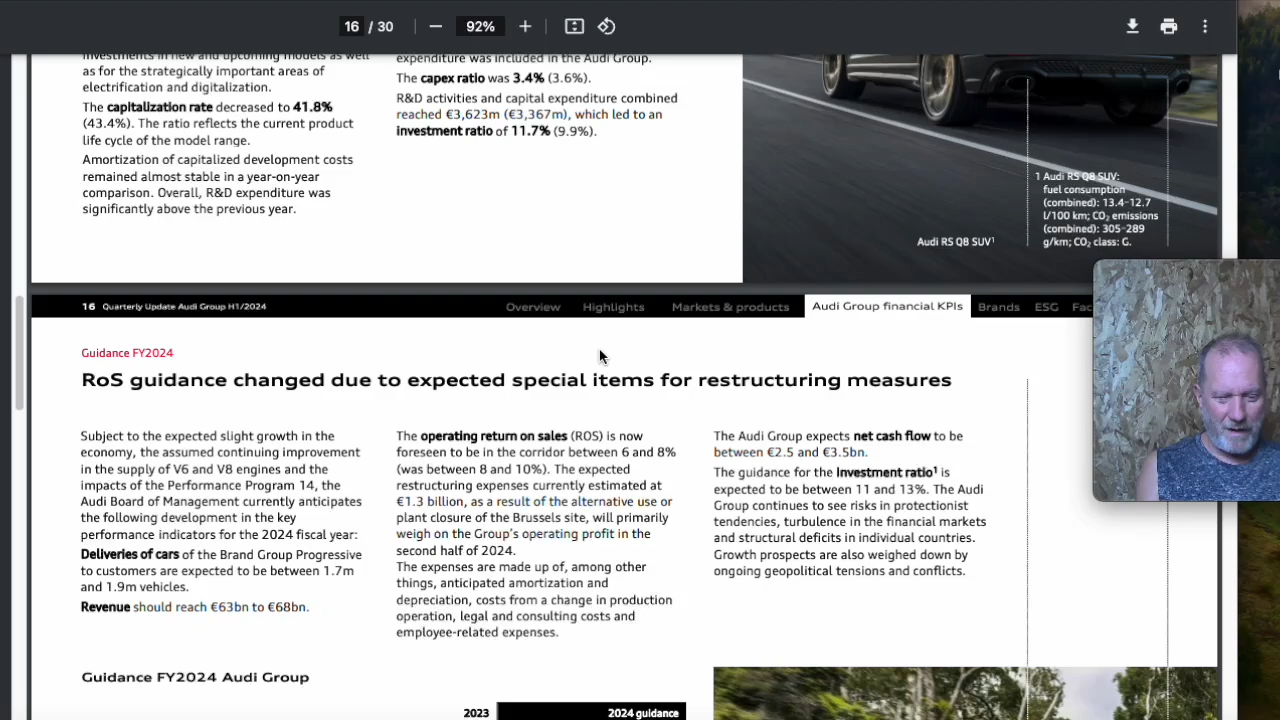 16 / 30
92%
investments in new and upcoming models as well
as for the strategically important areas of
electrification and digitalization.
The capitalization rate decreased to 41.8%
(43.4%). The ratio reflects the current product
life cycle of the model range.
Amortization of capitalized development costs
remained almost stable in a year-on-year
comparison. Overall, R&D expenditure was
significantly above the previous year.
expenditure was included in the Audi Group.
The capex ratio was 3.4% (3.6%).
R&D activities and capital expenditure combined
reached €3,623m (€3,367m), which led to an
investment ratio of 11.7% (9.9%).
Audi RS Q8 SUV¹
1 Audi RS Q8 SUV:
fuel consumption
(combined): 13.4–12.7
l/100 km; CO₂ emissions
(combined): 305–289
g/km; CO₂ class: G.
16 Quarterly Update Audi Group H1/2024
Overview Highlights Markets & products Audi Group financial KPIs Brands ESG Fac
Guidance FY2024
RoS guidance changed due to expected special items for restructuring measures
Subject to the expected slight growth in the
economy, the assumed continuing improvement
in the supply of V6 and V8 engines and the
impacts of the Performance Program 14, the
Audi Board of Management currently anticipates
the following development in the key
performance indicators for the 2024 fiscal year:
Deliveries of cars of the Brand Group Progressive
to customers are expected to be between 1.7m
and 1.9m vehicles.
Revenue should reach €63bn to €68bn.
The operating return on sales (ROS) is now
foreseen to be in the corridor between 6 and 8%
(was between 8 and 10%). The expected
restructuring expenses currently estimated at
€1.3 billion, as a result of the alternative use or
plant closure of the Brussels site, will primarily
weigh on the Group's operating profit in the
second half of 2024.
The expenses are made up of, among other
things, anticipated amortization and
depreciation, costs from a change in production
operation, legal and consulting costs and
employee-related expenses.
The Audi Group expects net cash flow to be
between €2.5 and €3.5bn.
The guidance for the investment ratio¹ is
expected to be between 11 and 13%. The Audi
Group continues to see risks in protectionist
tendencies, turbulence in the financial markets
and structural deficits in individual countries.
Growth prospects are also weighed down by
ongoing geopolitical tensions and conflicts.
Guidance FY2024 Audi Group
2023 2024 guidance